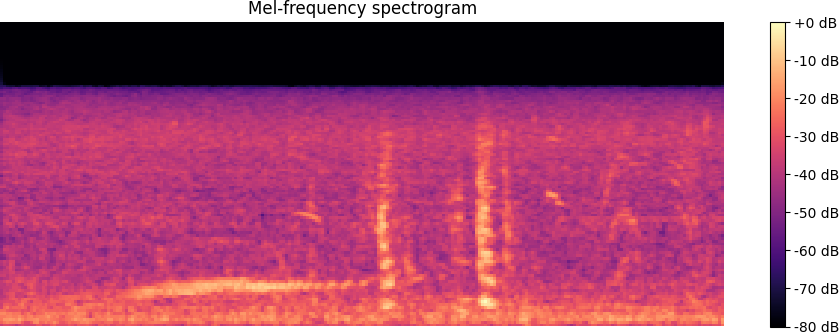 Mel-frequency spectrogram
+0 dB
-10 dB
-20 dB
-30 dB
-40 dB
-50 dB
-60 dB
-70 dB
-80 dB